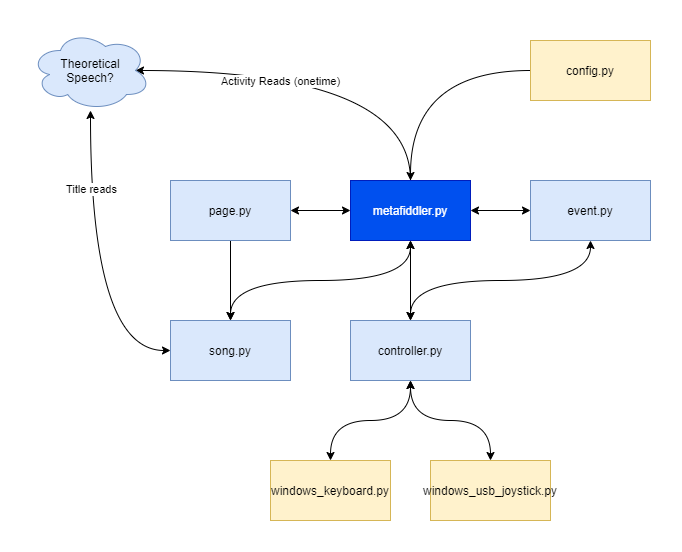 Theoretical
Speech?
Activity Reads (onetime)
config.py
Title reads
page.py
metafiddler.py
event.py
song.py
controller.py
windows_keyboard.py
windows_usb_joystick.py